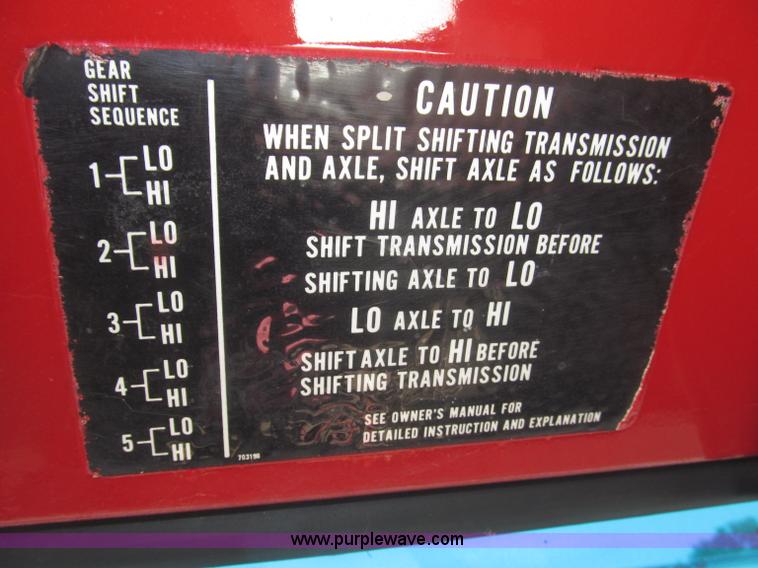 GEAR
SHIFT
SEQUENCE
1 LO
HI
2 LO
HI
3 LO
HI
4 LO
HI
5 LO
HI
CAUTION
WHEN SPLIT SHIFTING TRANSMISSION
AND AXLE, SHIFT AXLE AS FOLLOWS:
HI AXLE TO LO
SHIFT TRANSMISSION BEFORE
SHIFTING AXLE TO LO
LO AXLE TO HI
SHIFT AXLE TO HI BEFORE
SHIFTING TRANSMISSION
SEE OWNER'S MANUAL FOR
DETAILED INSTRUCTION AND EXPLANATION
www.purplewave.com